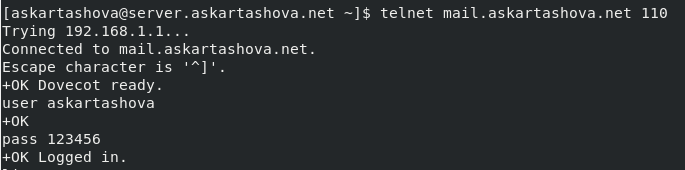 [askartashova@server.askartashova.net ~]$ telnet mail.askartashova.net 110
Trying 192.168.1.1...
Connected to mail.askartashova.net.
Escape character is '^]'.
+OK Dovecot ready.
user askartashova
+OK
pass 123456
+OK Logged in.